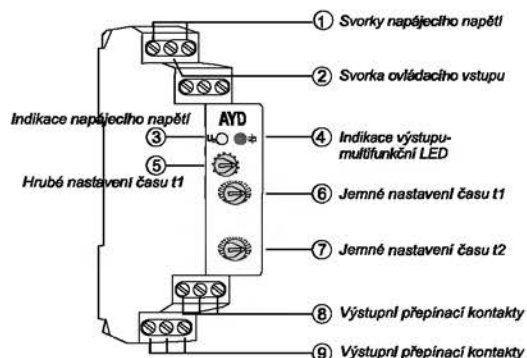 1 Svorky napájecího napětí
2 Svorka ovládacího vstupu
AYD
Indikace napájecího napětí
3
Un
4 Indikace výstupu-
multifunkční LED
5
Hrubé nastavení času t1
6 Jemné nastavení času t1
7 Jemné nastavení času t2
8 Výstupní přepínací kontakty
9 Výstupní přepínací kontakty